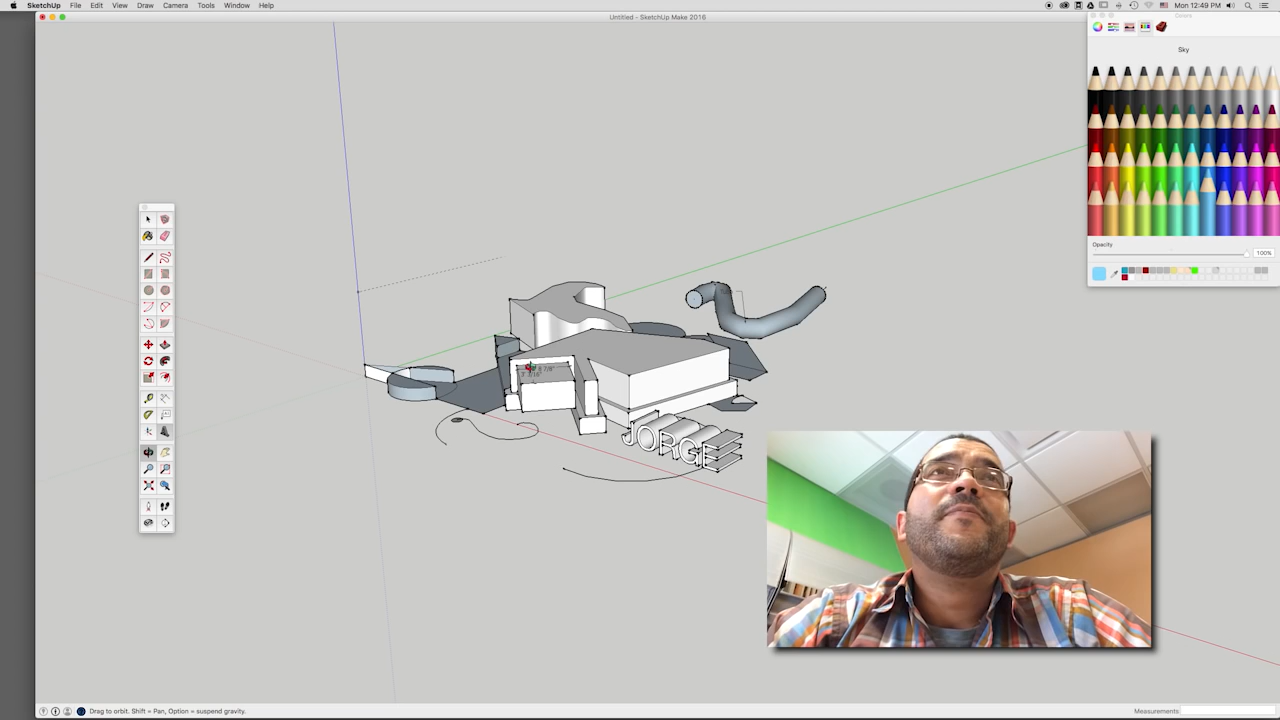 SketchUp File Edit View Draw Camera Tools Window Help
Mon 12:49 PM
Untitled - SketchUp Make 2016
Colors
Sky
Opacity
100%
JORGE
Drag to orbit. Shift = Pan, Option = suspend gravity.
Measurements